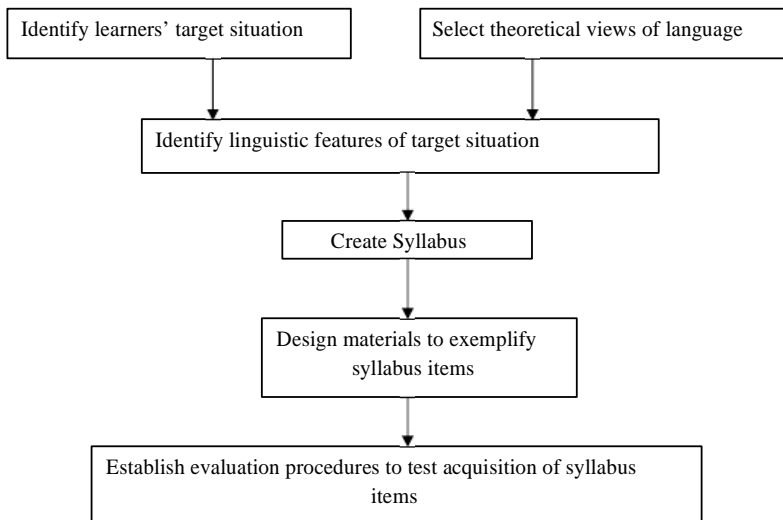 Identify learners’ target situation
Select theoretical views of language
Identify linguistic features of target situation
Create Syllabus
Design materials to exemplify
syllabus items
Establish evaluation procedures to test acquisition of syllabus
items